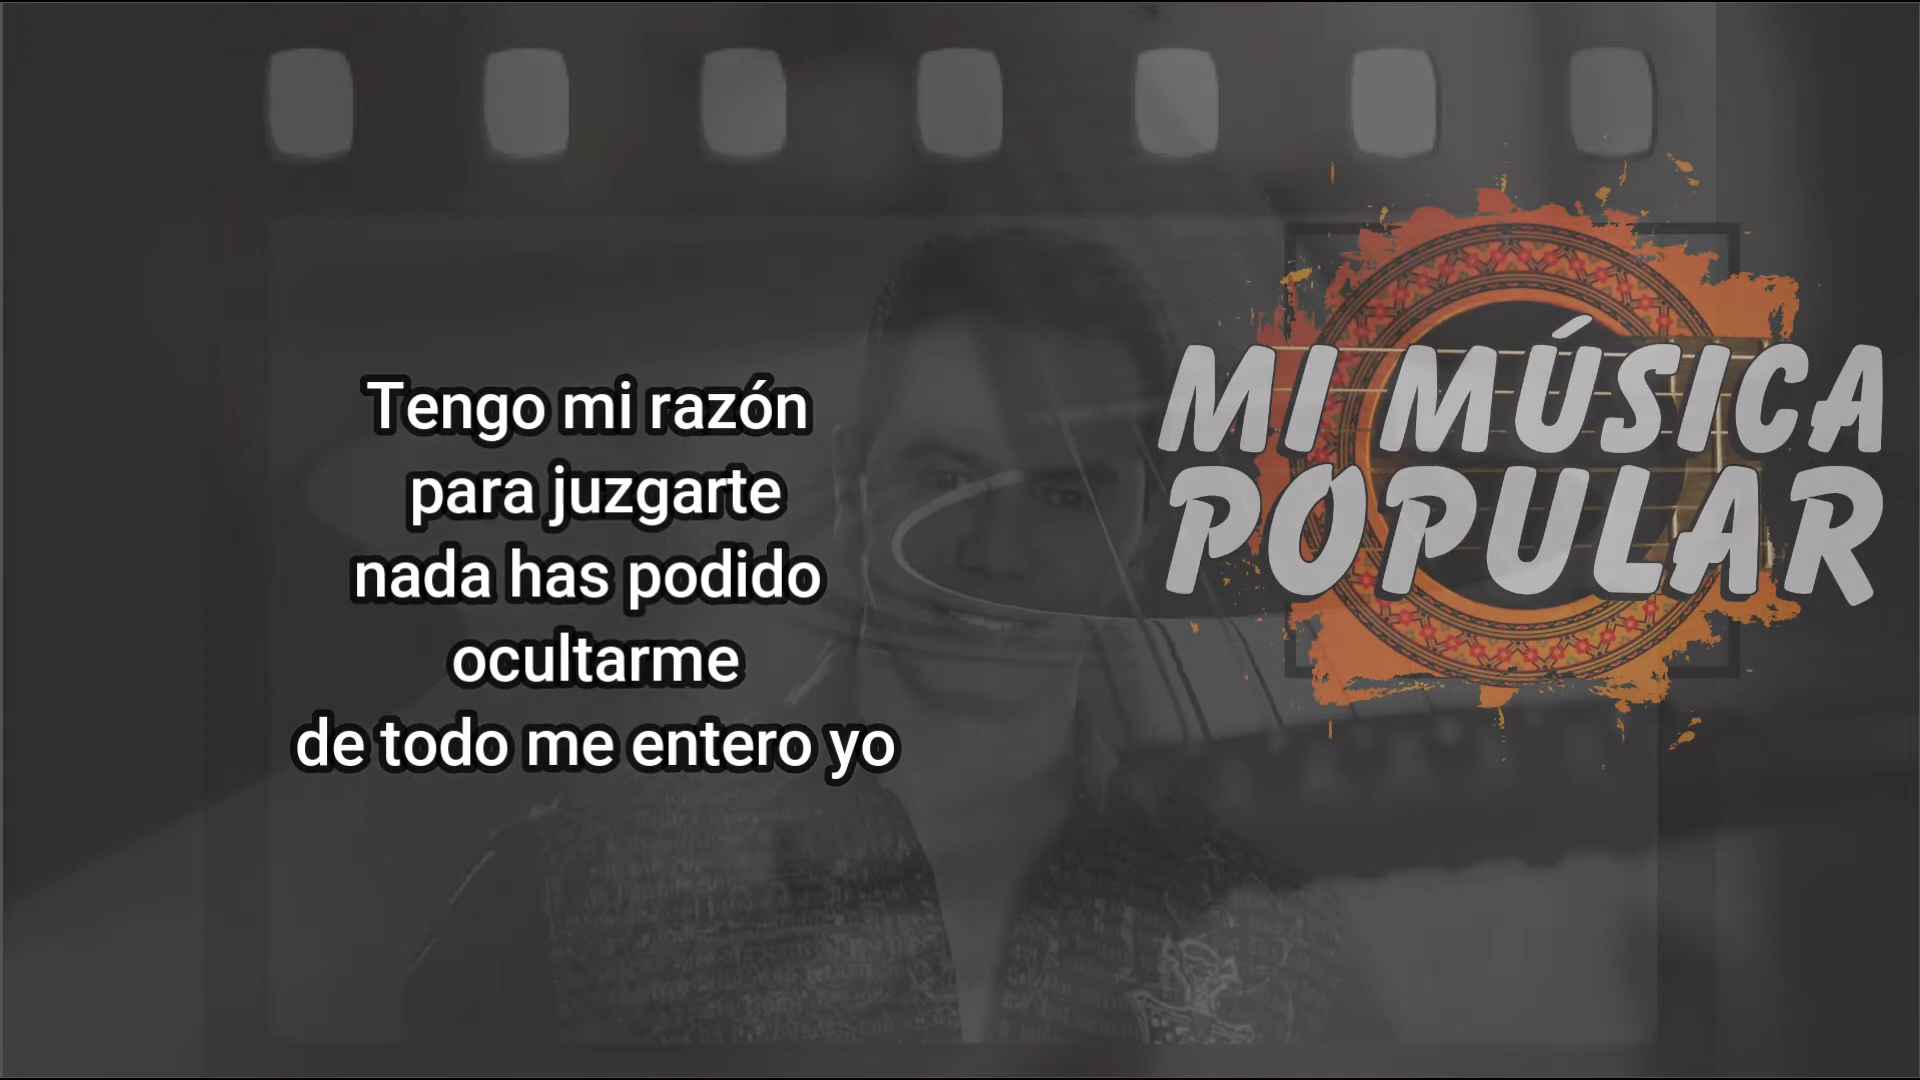 Tengo mi razón
para juzgarte
nada has podido
ocultarme
de todo me entero yo
MI MÚSICA
POPULAR